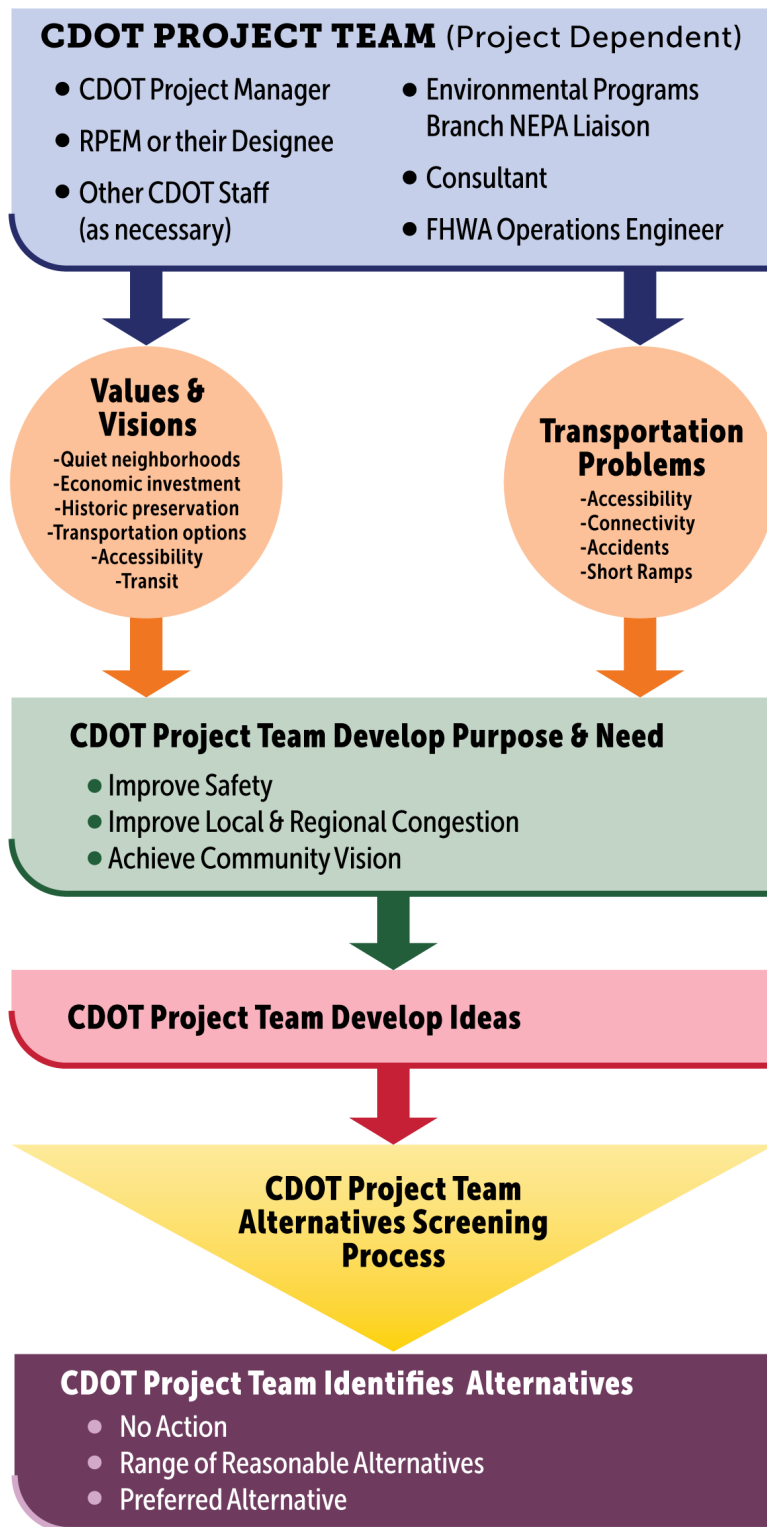 CDOT PROJECT TEAM (Project Dependent)
• CDOT Project Manager
• RPEM or their Designee
• Other CDOT Staff
(as necessary)
• Environmental Programs
Branch NEPA Liaison
• Consultant
• FHWA Operations Engineer
Values &
Visions
-Quiet neighborhoods
-Economic investment
-Historic preservation
-Transportation options
-Accessibility
-Transit
Transportation
Problems
-Accessibility
-Connectivity
-Accidents
-Short Ramps
CDOT Project Team Develop Purpose & Need
• Improve Safety
• Improve Local & Regional Congestion
• Achieve Community Vision
CDOT Project Team Develop Ideas
CDOT Project Team
Alternatives Screening
Process
CDOT Project Team Identifies Alternatives
• No Action
• Range of Reasonable Alternatives
• Preferred Alternative